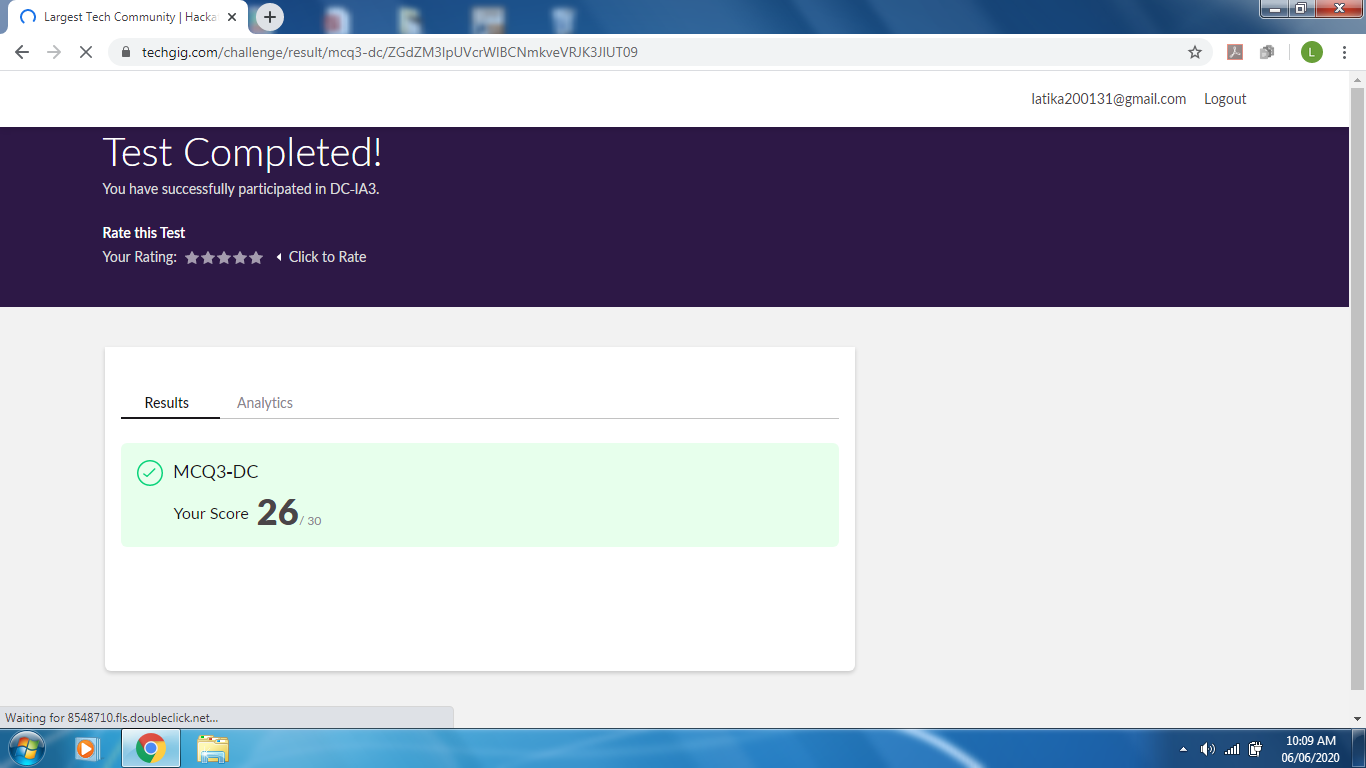 Largest Tech Community | Hacka
techgig.com/challenge/result/mcq3-dc/ZGdZM3lpUVcrWlBCNmkveVRJK3JlUT09
L
latika200131@gmail.com Logout
Test Completed!
You have successfully participated in DC-IA3.
Rate this Test
Your Rating: Click to Rate
Results Analytics
MCQ3-DC
Your Score 26 / 30
Waiting for 8548710.fls.doubleclick.net...
10:09 AM
06/06/2020